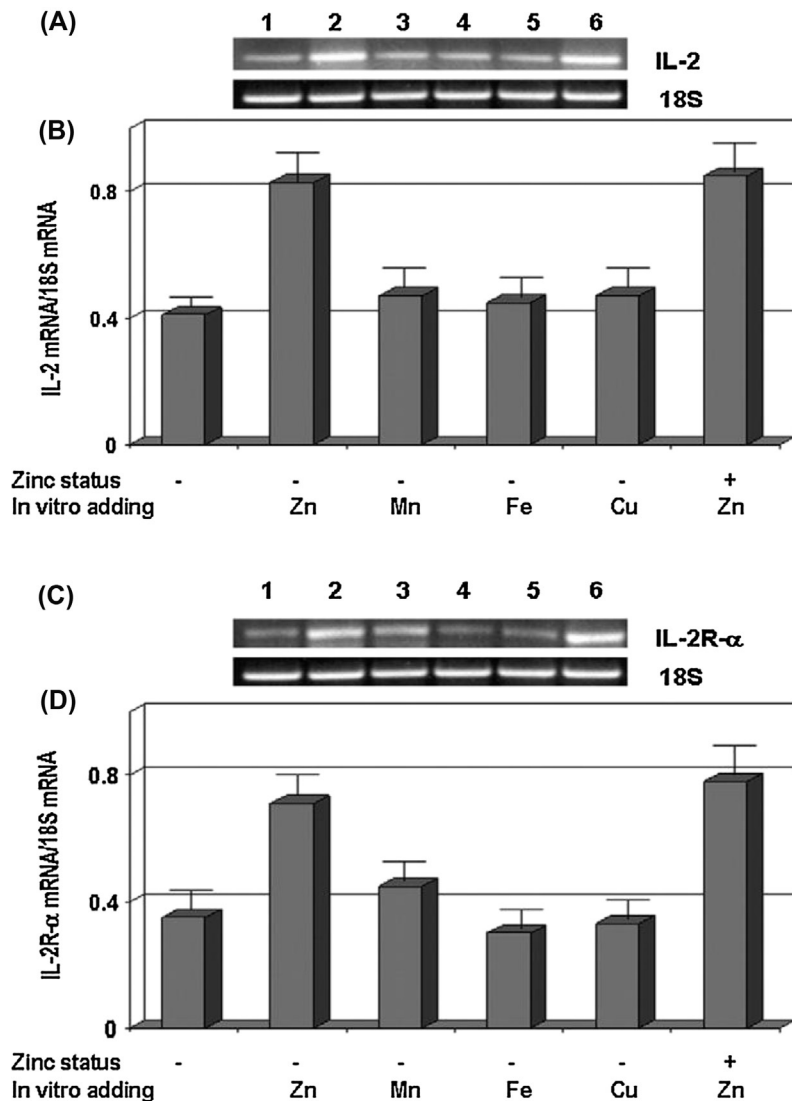 (A)
1 2 3 4 5 6
IL-2
18S
(B)
IL-2 mRNA/18S mRNA
0.8
0.4
0
Zinc status - - - - - +
In vitro adding Zn Mn Fe Cu Zn
(C)
1 2 3 4 5 6
IL-2R-α
18S
(D)
IL-2R-α mRNA/18S mRNA
0.8
0.4
0
Zinc status - - - - - +
In vitro adding Zn Mn Fe Cu Zn